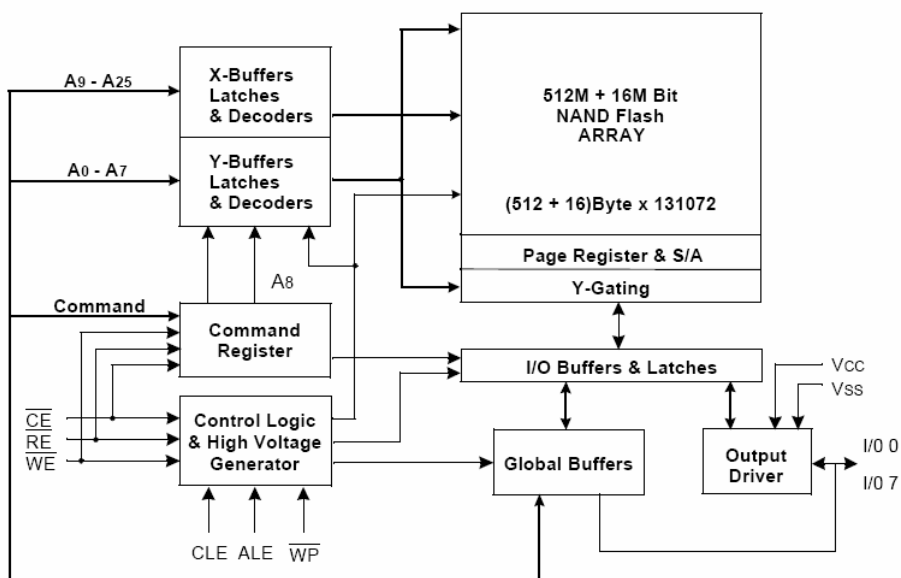 A9 - A25
X-Buffers
Latches
& Decoders
A0 - A7
Y-Buffers
Latches
& Decoders
512M + 16M Bit
NAND Flash
ARRAY
(512 + 16)Byte x 131072
Page Register & S/A
Y-Gating
A8
Command
Command
Register
I/O Buffers & Latches
VCC
VSS
CE
RE
WE
Control Logic
& High Voltage
Generator
Global Buffers
Output
Driver
I/0 0
I/0 7
CLE ALE WP